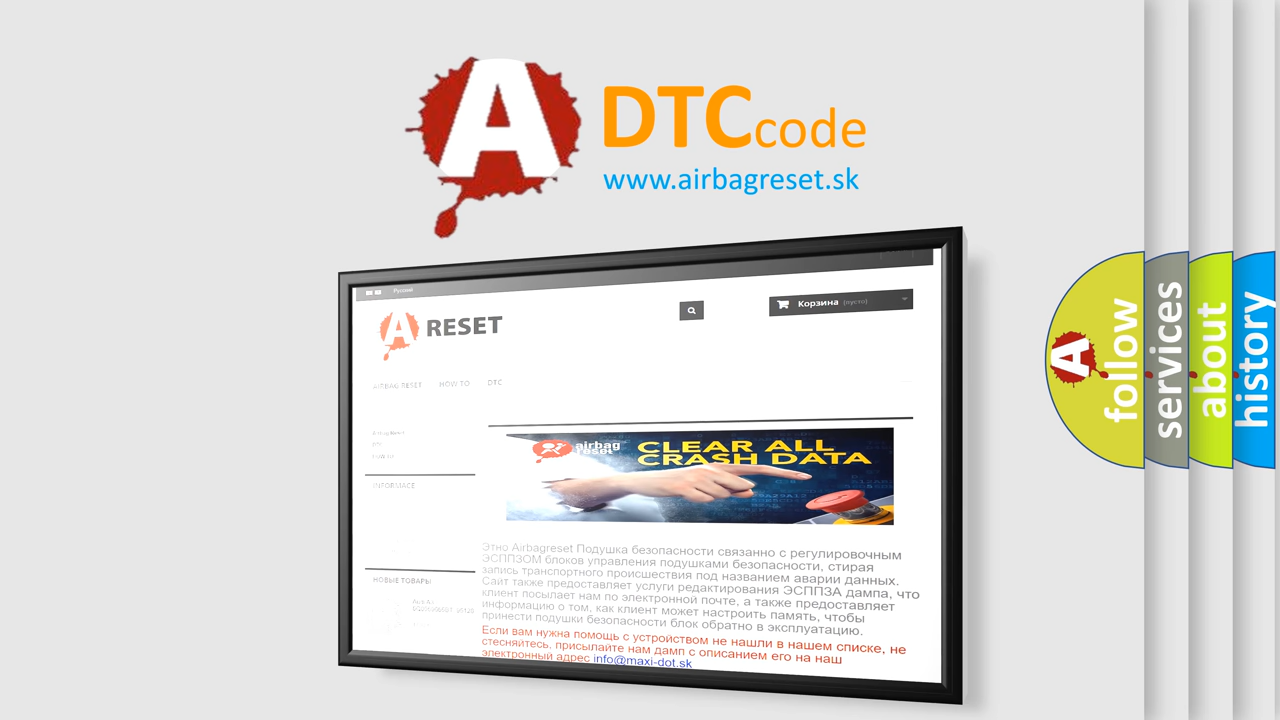 A DTCcode
www.airbagreset.sk
Русский
A RESET
Корзина (пусто)
AIRBAG RESET HOW TO DTC
Airbag Reset
DTC
INFORMACE
НОВЫЕ ТОВАРЫ
airbag
reset
CLEAR ALL
CRASH DATA
Этно Airbagreset Подушка безопасности связанно с регулировочным
ЭСППЗОМ блоков управления подушками безопасности, стирая
запись транспортного происшествия под названием аварии данных.
Сайт также предоставляет услуги редактирования ЭСППЗА дампа, что
клиент посылает нам по электронной почте, а также предоставляет
информацию о том, как клиент может настроить память, чтобы
принести подушки безопасности блок обратно в эксплуатацию.
Если вам нужна помощь с устройством не нашли в нашем списке, не
стесняйтесь, присылайте нам дамп с описанием его на наш
электронный адрес info@maxi-dot.sk
A follow
services
about
history